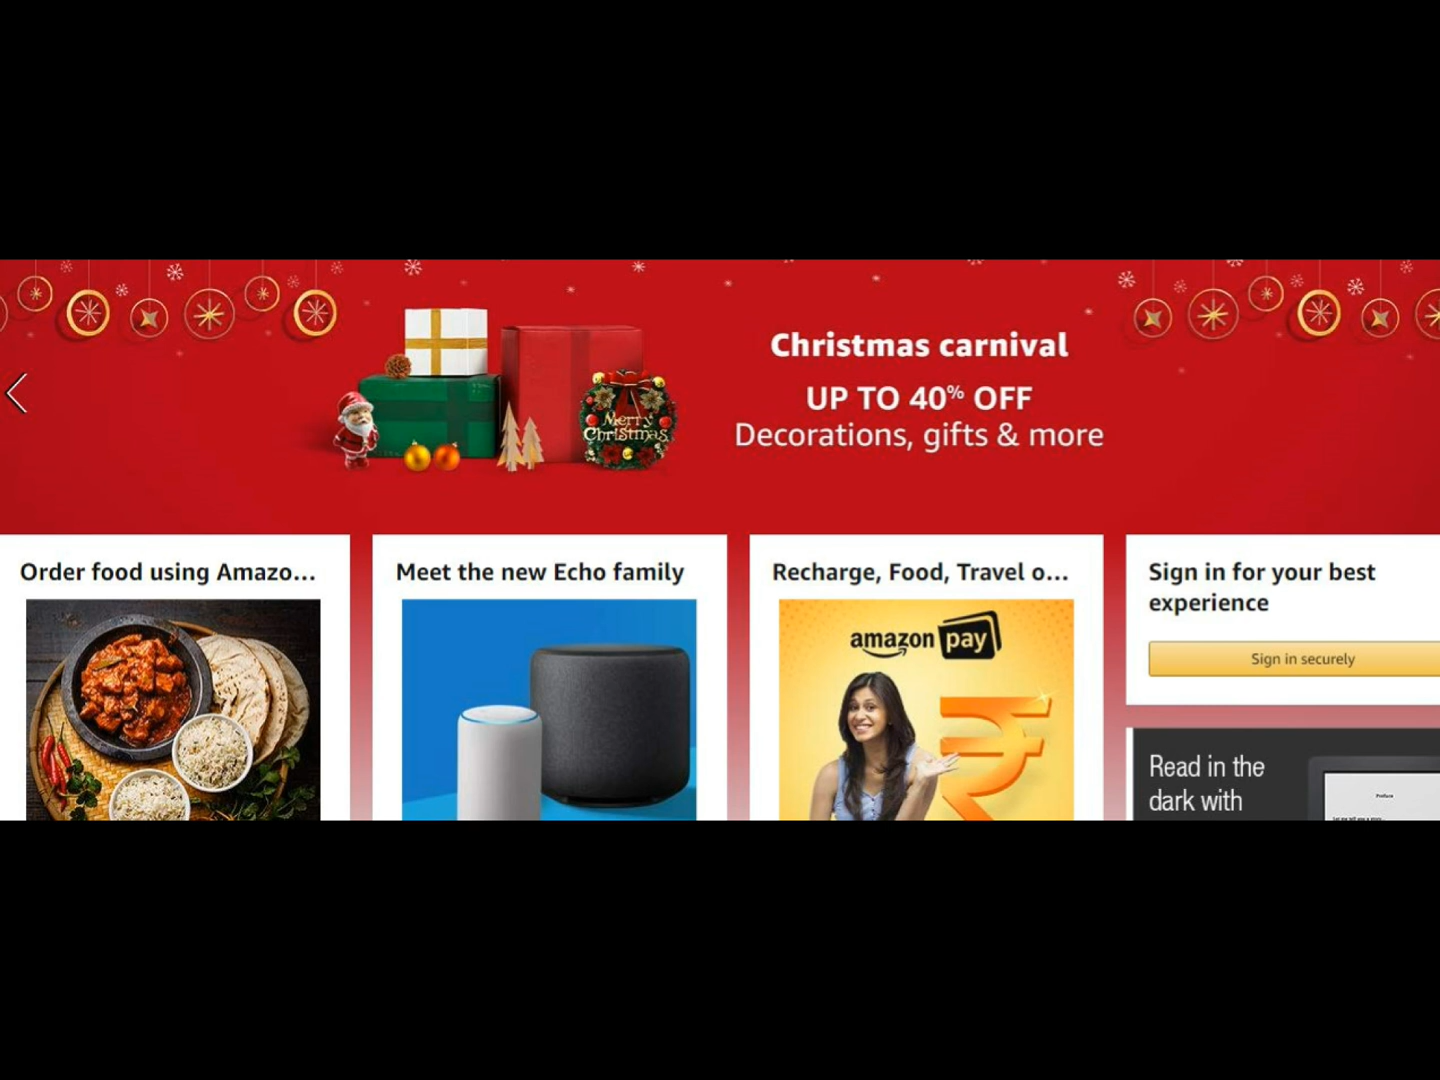 Christmas carnival
UP TO 40% OFF
Decorations, gifts & more
Merry
Christmas
Order food using Amazo...
Meet the new Echo family
Recharge, Food, Travel o...
amazon pay
Sign in for your best
experience
Sign in securely
Read in the
dark with
Preface